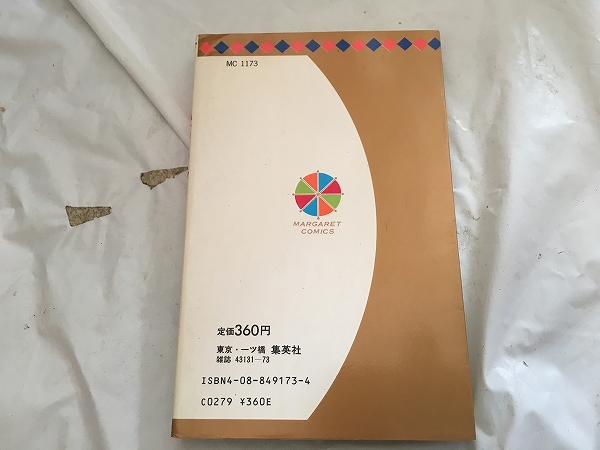 MC 1173
MARGARET
COMICS
定価360円
東京・一ツ橋 集英社
雑誌 43131—73
ISBN4-08-849173-4
C0279 ¥360E